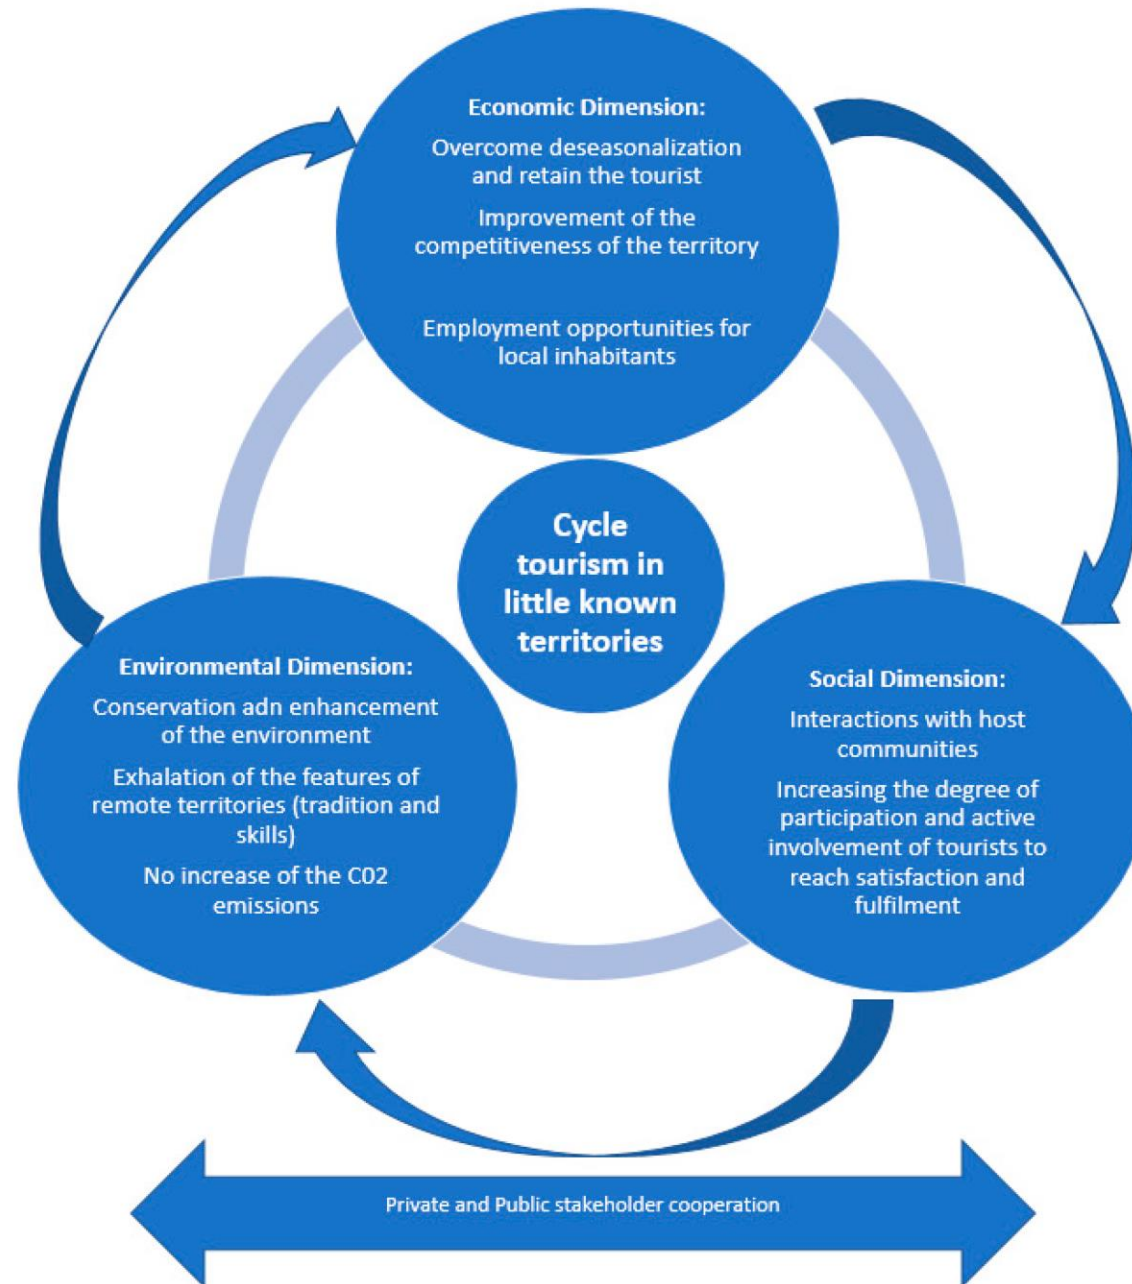 Economic Dimension:
Overcome deseasonalization
and retain the tourist
Improvement of the
competitiveness of the territory
Employment opportunities for
local inhabitants
Cycle
tourism in
little known
territories
Environmental Dimension:
Conservation adn enhancement
of the environment
Exhalation of the features of
remote territories (tradition and
skills)
No increase of the C02
emissions
Social Dimension:
Interactions with host
communities
Increasing the degree of
participation and active
involvement of tourists to
reach satisfaction and
fulfilment
Private and Public stakeholder cooperation